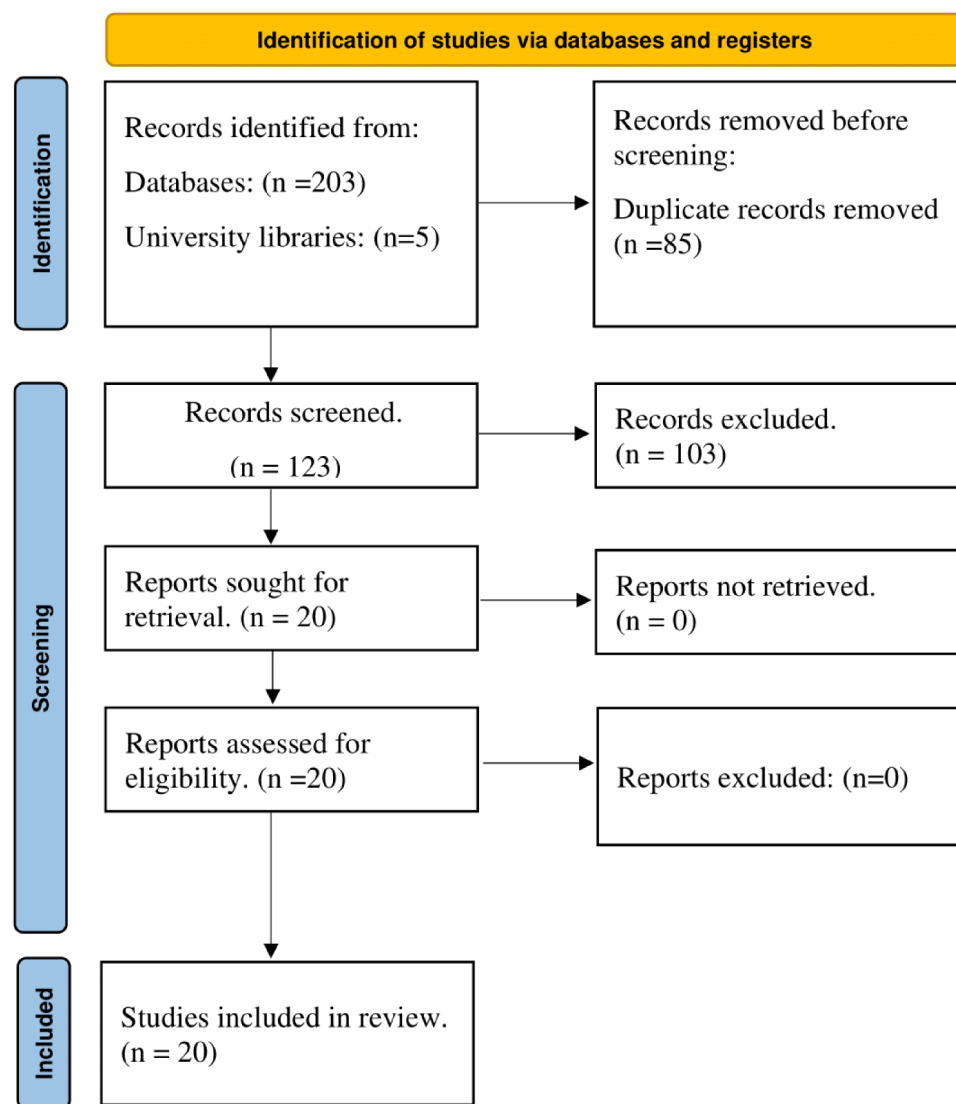 Identification of studies via databases and registers
Identification
Records identified from:
Databases: (n =203)
University libraries: (n=5)
Records removed before
screening:
Duplicate records removed
(n =85)
Screening
Records screened.
(n = 123)
Records excluded.
(n = 103)
Reports sought for
retrieval. (n = 20)
Reports not retrieved.
(n = 0)
Reports assessed for
eligibility. (n =20)
Reports excluded: (n=0)
Included
Studies included in review.
(n = 20)